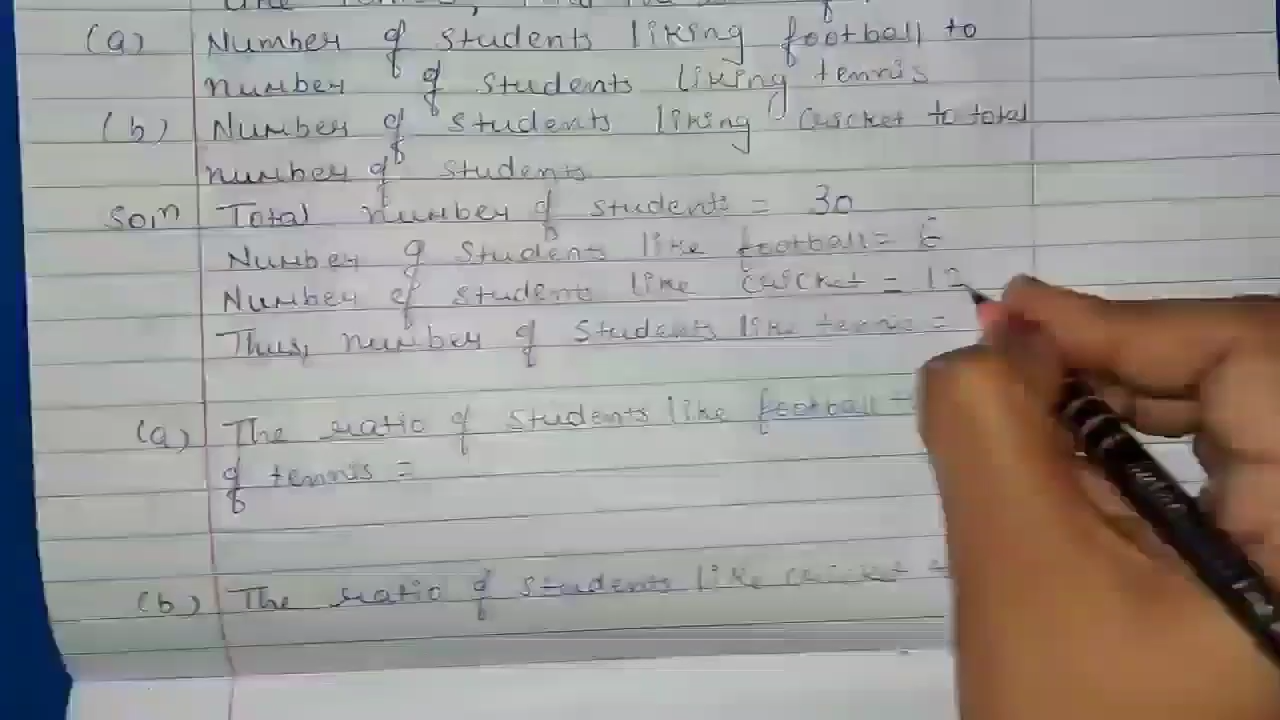 (a) Number of students liking football to
number of students liking tennis
(b) Number of students liking cricket to total
number of students
Soln Total number of students = 30
Number of students like football = 6
Number of students like cricket = 12
Thus, number of students like tennis =
(a) The ratio of students like football
of tennis =
(b) The ratio of students like cricket